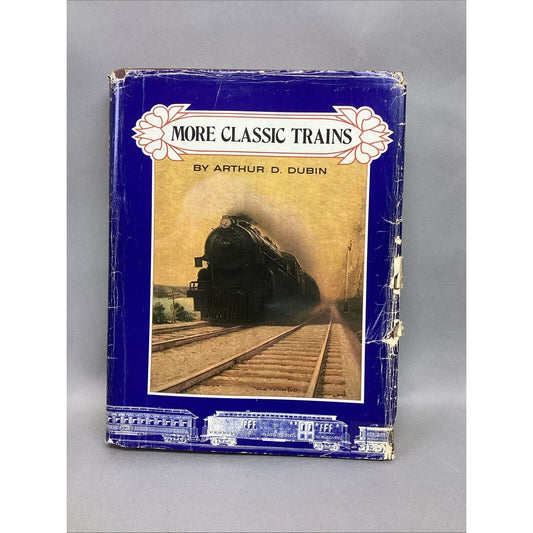 MORE CLASSIC TRAINS
BY ARTHUR D. DUBIN